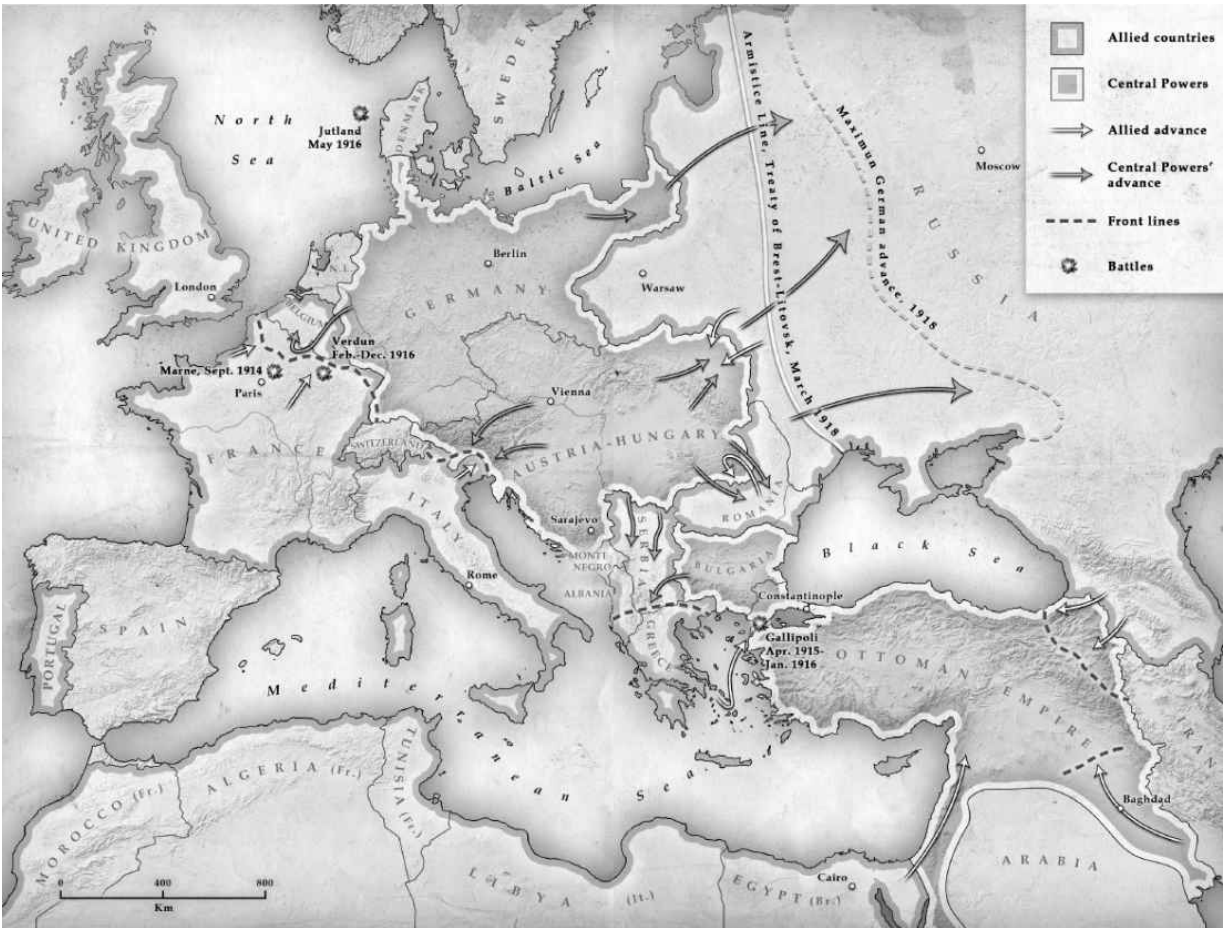 Allied countries
Central Powers
Allied advance
Central Powers'
advance
Front lines
Battles
North
Sea
Jutland
May 1916
DENMARK
SWEDEN
Baltic Sea
Armistice Line, Treaty of Brest-Litovsk, March 1918
Maximun German advance, 1918
Moscow
RUSSIA
UNITED KINGDOM
London
N.L.
BELGIUM
Berlin
GERMANY
Warsaw
Verdun
Feb.-Dec. 1916
Marne, Sept. 1914
Paris
Vienna
FRANCE
SWITZERLAND
AUSTRIA-HUNGARY
ITALY
Sarajevo
SERBIA
ROMANIA
MONTE
NEGRO
BULGARIA
Black Sea
ALBANIA
Rome
Constantinople
PORTUGAL
SPAIN
GREECE
Gallipoli
Apr. 1915-
Jan. 1916
OTTOMAN EMPIRE
IRAN
Mediterranean Sea
MOROCCO (Fr.)
ALGERIA (Fr.)
TUNISIA (Fr.)
Baghdad
ARABIA
LIBYA (It.)
EGYPT (Br.)
Cairo
0 400 800
Km